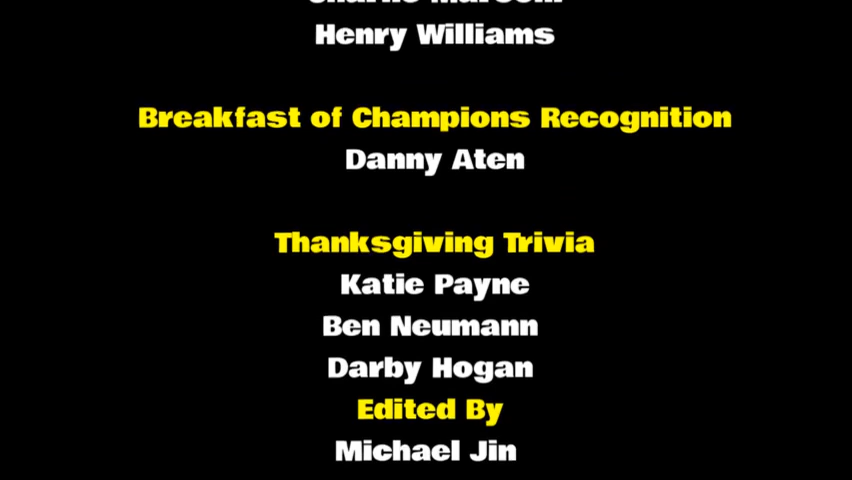 Henry Williams
Breakfast of Champions Recognition
Danny Aten
Thanksgiving Trivia
Katie Payne
Ben Neumann
Darby Hogan
Edited By
Michael Jin